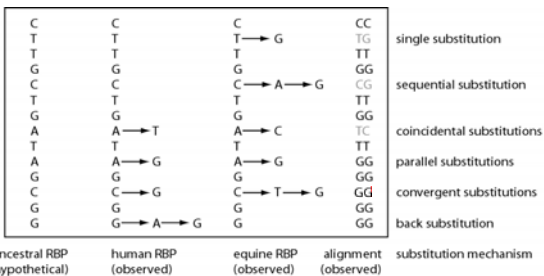 C C C CC
T T T → G TG single substitution
T T T TT
G G G GG
C C C → A → G CG sequential substitution
T T T TT
G G G GG
A A → T A → C TC coincidental substitutions
T T T TT
A A → G A → G GG parallel substitutions
G G G GG
C C → G C → T → G GG convergent substitutions
G G G GG
G G → A → G G GG back substitution
ncestral RBP human RBP equine RBP alignment substitution mechanism
ypothetical) (observed) (observed) (observed)